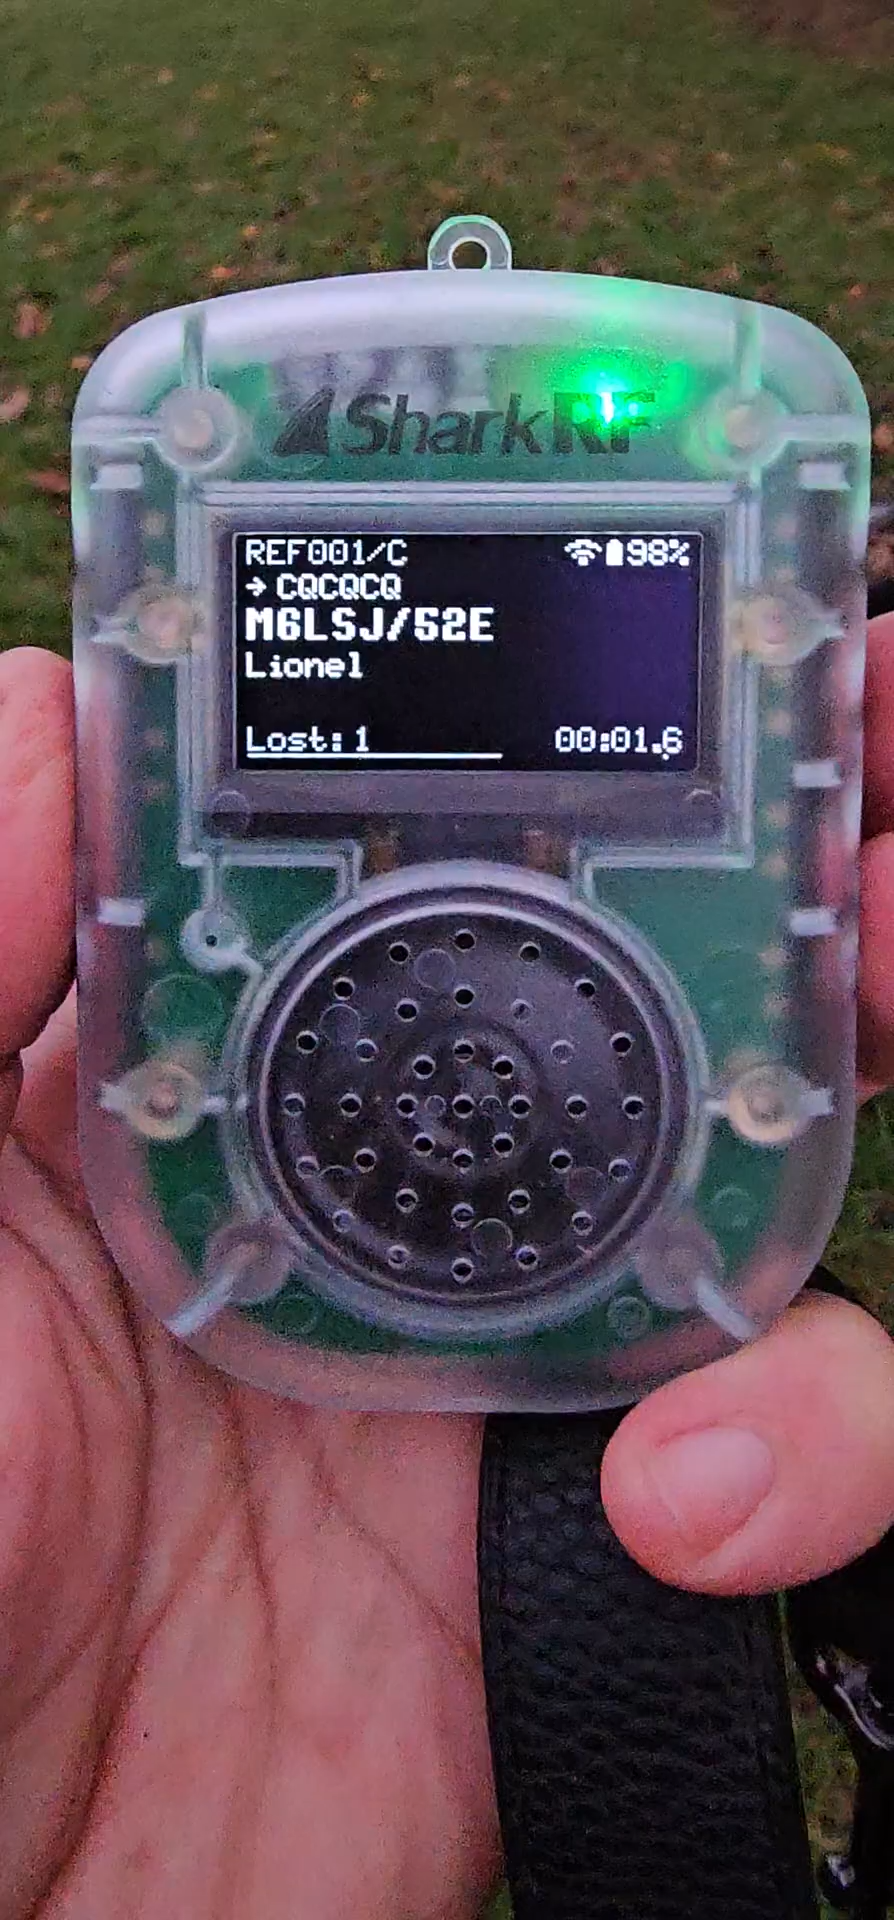 SharkRF
REF001/C 98%
→ CQCQCQ
M6LSJ/52E
Lionel
Lost: 1 00:01.6